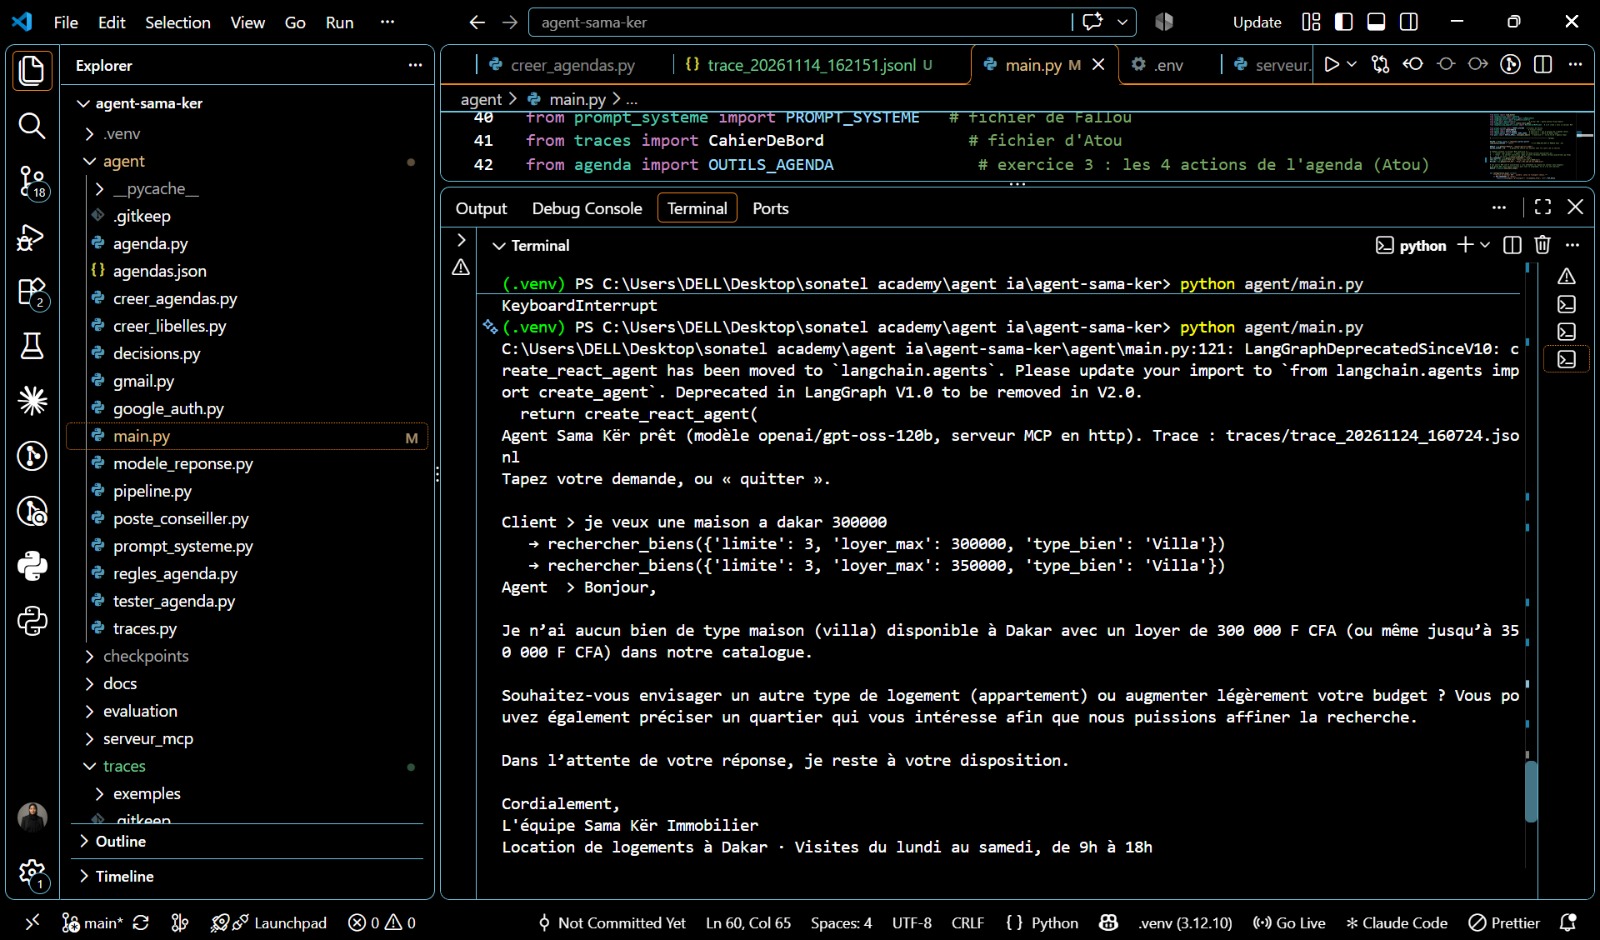 File Edit Selection View Go Run ···
agent-sama-ker
Update
Explorer ···
agent-sama-ker
.venv
agent
__pycache__
.gitkeep
agenda.py
{} agendas.json
creer_agendas.py
creer_libelles.py
decisions.py
gmail.py
google_auth.py
main.py M
modele_reponse.py
pipeline.py
poste_conseiller.py
prompt_systeme.py
regles_agenda.py
tester_agenda.py
traces.py
checkpoints
docs
evaluation
serveur_mcp
traces
exemples
.gitkeep
Outline
Timeline
18
2
1
creer_agendas.py {} trace_20261114_162151.jsonl U main.py M .env serveur.
agent > main.py > ...
40 from prompt_systeme import PROMPT_SYSTEME # fichier de Fallou
41 from traces import CahierDeBord # fichier d'Atou
42 from agenda import OUTILS_AGENDA # exercice 3 : les 4 actions de l'agenda (Atou)
Output Debug Console Terminal Ports
Terminal python
(.venv) PS C:\Users\DELL\Desktop\sonatel academy\agent ia\agent-sama-ker> python agent/main.py
KeyboardInterrupt
(.venv) PS C:\Users\DELL\Desktop\sonatel academy\agent ia\agent-sama-ker> python agent/main.py
C:\Users\DELL\Desktop\sonatel academy\agent ia\agent-sama-ker\agent\main.py:121: LangGraphDeprecatedSinceV10: c
reate_react_agent has been moved to `langchain.agents`. Please update your import to `from langchain.agents imp
ort create_agent`. Deprecated in LangGraph V1.0 to be removed in V2.0.
return create_react_agent(
Agent Sama Kër prêt (modèle openai/gpt-oss-120b, serveur MCP en http). Trace : traces/trace_20261124_160724.jso
nl
Tapez votre demande, ou « quitter ».
Client > je veux une maison a dakar 300000
→ rechercher_biens({'limite': 3, 'loyer_max': 300000, 'type_bien': 'Villa'})
→ rechercher_biens({'limite': 3, 'loyer_max': 350000, 'type_bien': 'Villa'})
Agent > Bonjour,
Je n’ai aucun bien de type maison (villa) disponible à Dakar avec un loyer de 300 000 F CFA (ou même jusqu’à 35
0 000 F CFA) dans notre catalogue.
Souhaitez-vous envisager un autre type de logement (appartement) ou augmenter légèrement votre budget ? Vous po
uvez également préciser un quartier qui vous intéresse afin que nous puissions affiner la recherche.
Dans l’attente de votre réponse, je reste à votre disposition.
Cordialement,
L'équipe Sama Kër Immobilier
Location de logements à Dakar · Visites du lundi au samedi, de 9h à 18h
main* Launchpad 0 0 Not Committed Yet Ln 60, Col 65 Spaces: 4 UTF-8 CRLF {} Python .venv (3.12.10) Go Live Claude Code Prettier